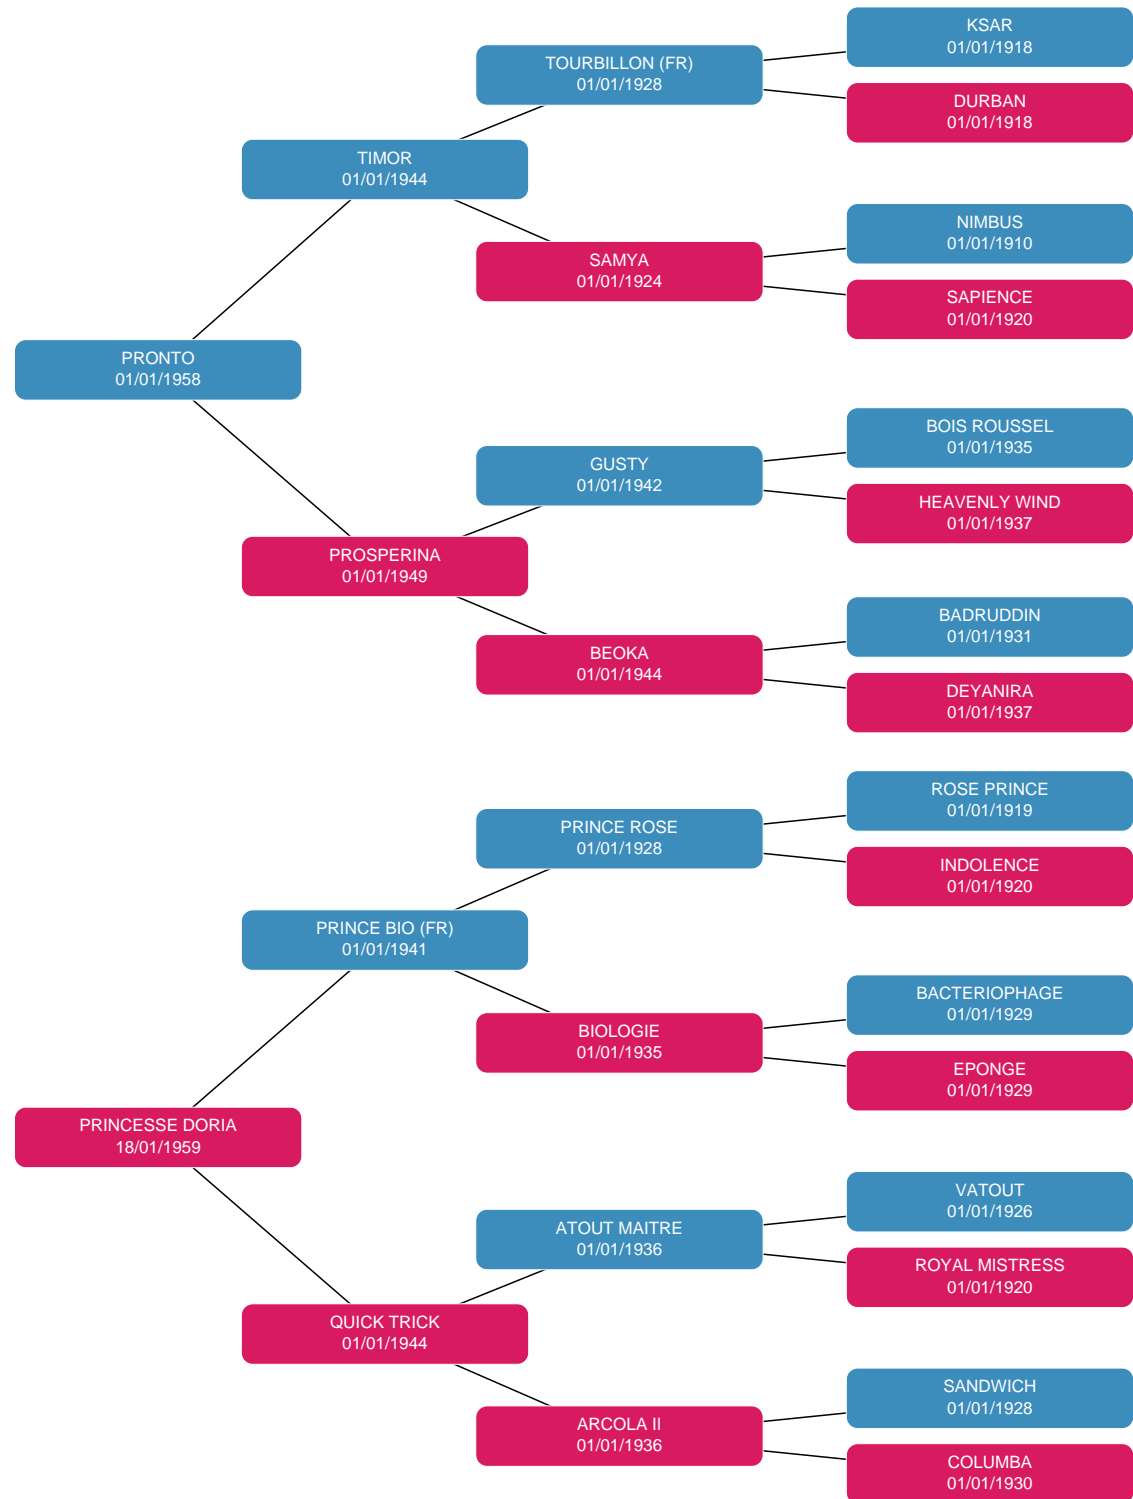 KSAR
01/01/1918
TOURBILLON (FR)
01/01/1928
DURBAN
01/01/1918
TIMOR
01/01/1944
NIMBUS
01/01/1910
SAMYA
01/01/1924
SAPIENCE
01/01/1920
PRONTO
01/01/1958
BOIS ROUSSEL
01/01/1935
GUSTY
01/01/1942
HEAVENLY WIND
01/01/1937
PROSPERINA
01/01/1949
BADRUDDIN
01/01/1931
BEOKA
01/01/1944
DEYANIRA
01/01/1937
ROSE PRINCE
01/01/1919
PRINCE ROSE
01/01/1928
INDOLENCE
01/01/1920
PRINCE BIO (FR)
01/01/1941
BACTERIOPHAGE
01/01/1929
BIOLOGIE
01/01/1935
EPONGE
01/01/1929
PRINCESSE DORIA
18/01/1959
VATOUT
01/01/1926
ATOUT MAITRE
01/01/1936
ROYAL MISTRESS
01/01/1920
QUICK TRICK
01/01/1944
SANDWICH
01/01/1928
ARCOLA II
01/01/1936
COLUMBA
01/01/1930